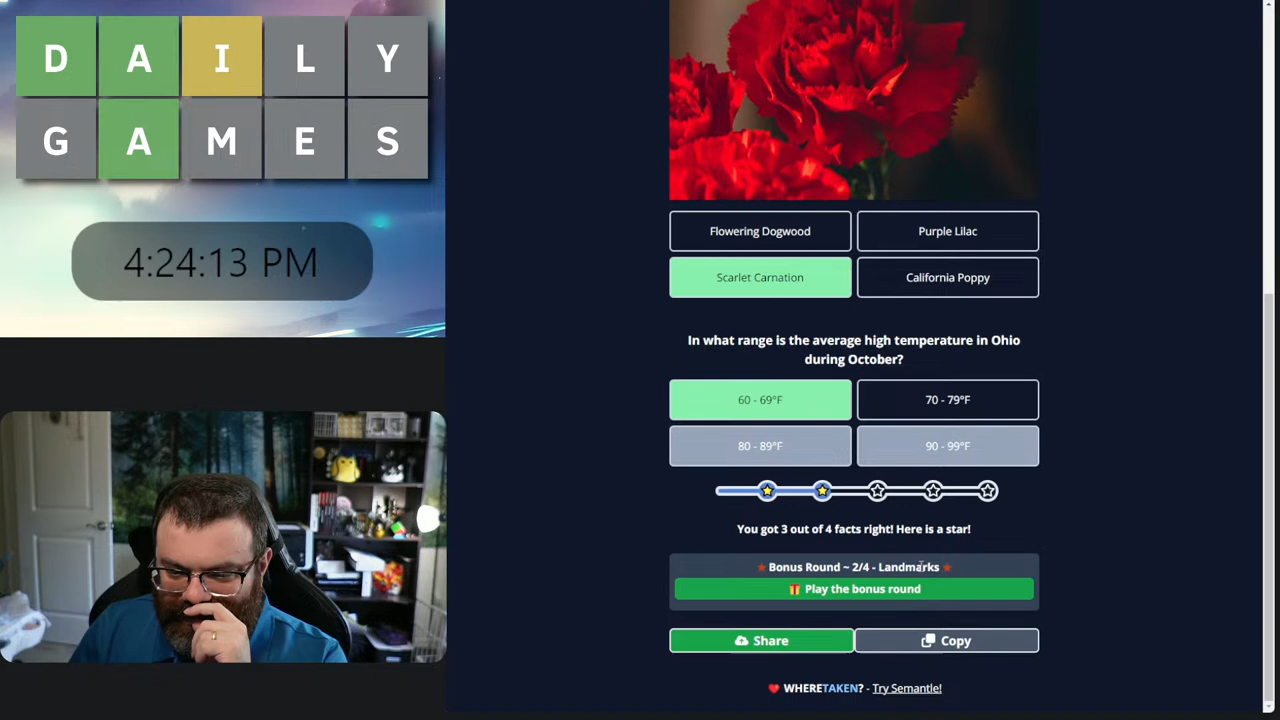 DAILY
GAMES
4:24:13 PM
Flowering Dogwood
Purple Lilac
Scarlet Carnation
California Poppy
In what range is the average high temperature in Ohio
during October?
60 - 69°F
70 - 79°F
80 - 89°F
90 - 99°F
You got 3 out of 4 facts right! Here is a star!
Bonus Round ~ 2/4 - Landmarks
Play the bonus round
Share
Copy
WHERETAKEN? - Try Semantle!